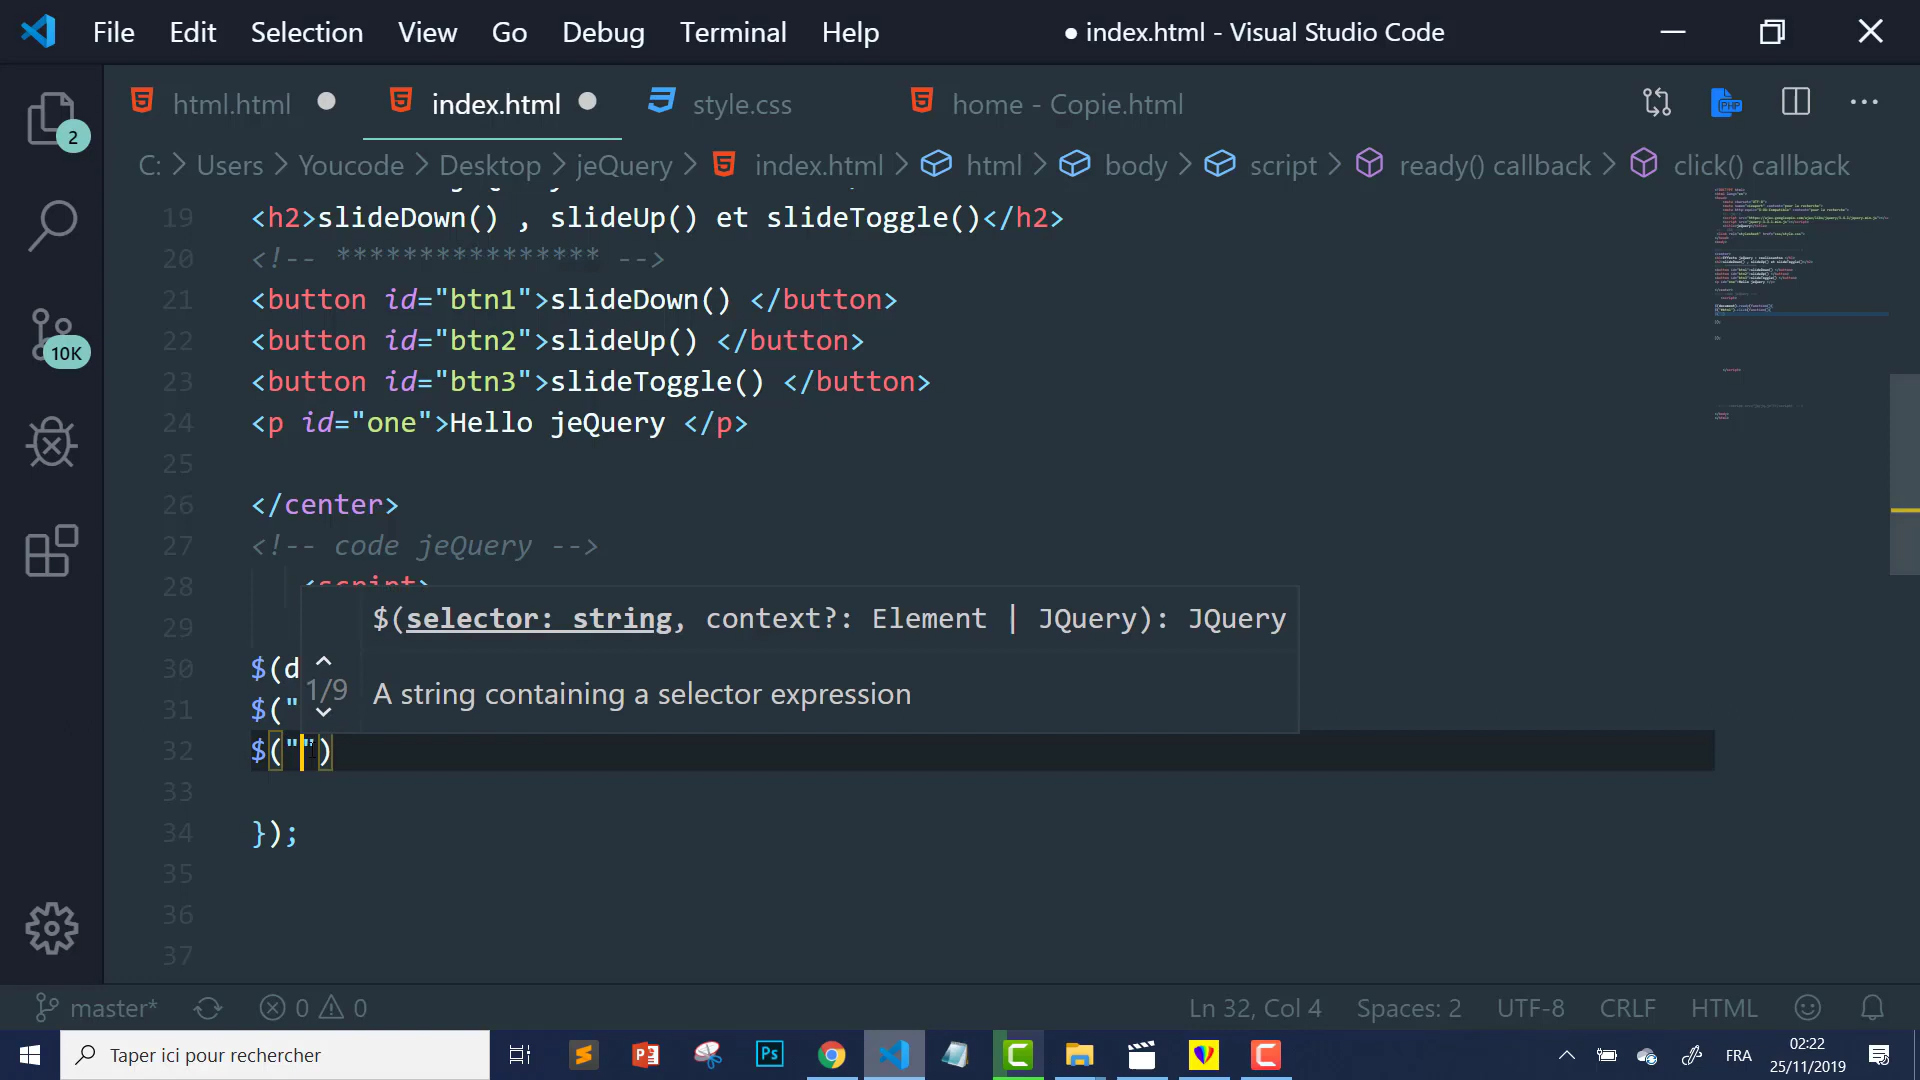 File Edit Selection View Go Debug Terminal Help
● index.html - Visual Studio Code
html.html
index.html
style.css
home - Copie.html
C: > Users > Youcode > Desktop > jeQuery > index.html > html > body > script > ready() callback > click() callback
19 <h2>slideDown() , slideUp() et slideToggle()</h2>
20 <!-- **************** -->
21 <button id="btn1">slideDown() </button>
22 <button id="btn2">slideUp() </button>
23 <button id="btn3">slideToggle() </button>
24 <p id="one">Hello jeQuery </p>
25
26 </center>
27 <!-- code jeQuery -->
28 <script>
29
$(selector: string, context?: Element | JQuery): JQuery
1/9
A string containing a selector expression
30 $(d
31 $("
32 $("")
33
34 });
35
36
37
2
10K
master*
0 0
Ln 32, Col 4
Spaces: 2
UTF-8
CRLF
HTML
Taper ici pour rechercher
Ps
FRA
02:22
25/11/2019